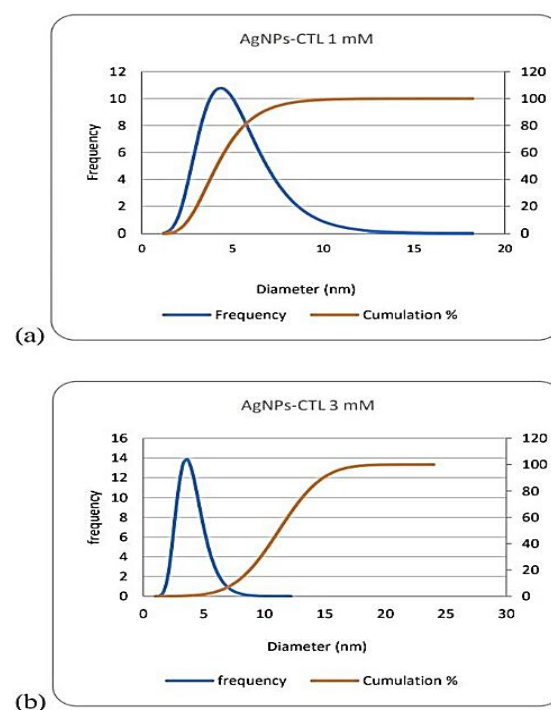 AgNPs-CTL 1 mM
12 120
10 100
8 80
6 60
4 40
2 20
0 0
Frequency
0 5 10 15 20
Diameter (nm)
Frequency Cumulation %
(a)
AgNPs-CTL 3 mM
16 120
14 100
12 80
10 60
8 40
6 20
4 0
2
0
frequency
0 5 10 15 20 25 30
Diameter (nm)
frequency Cumulation %
(b)